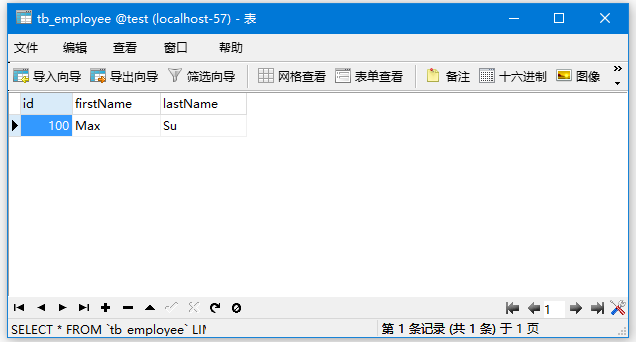 tb_employee @test (localhost-57) - 表
文件 编辑 查看 窗口 帮助
导入向导 导出向导 筛选向导 网格查看 表单查看 备注 十六进制 图像
id firstName lastName
100 Max Su
1
SELECT * FROM `tb_employee` LI 第 1 条记录 (共 1 条) 于 1 页